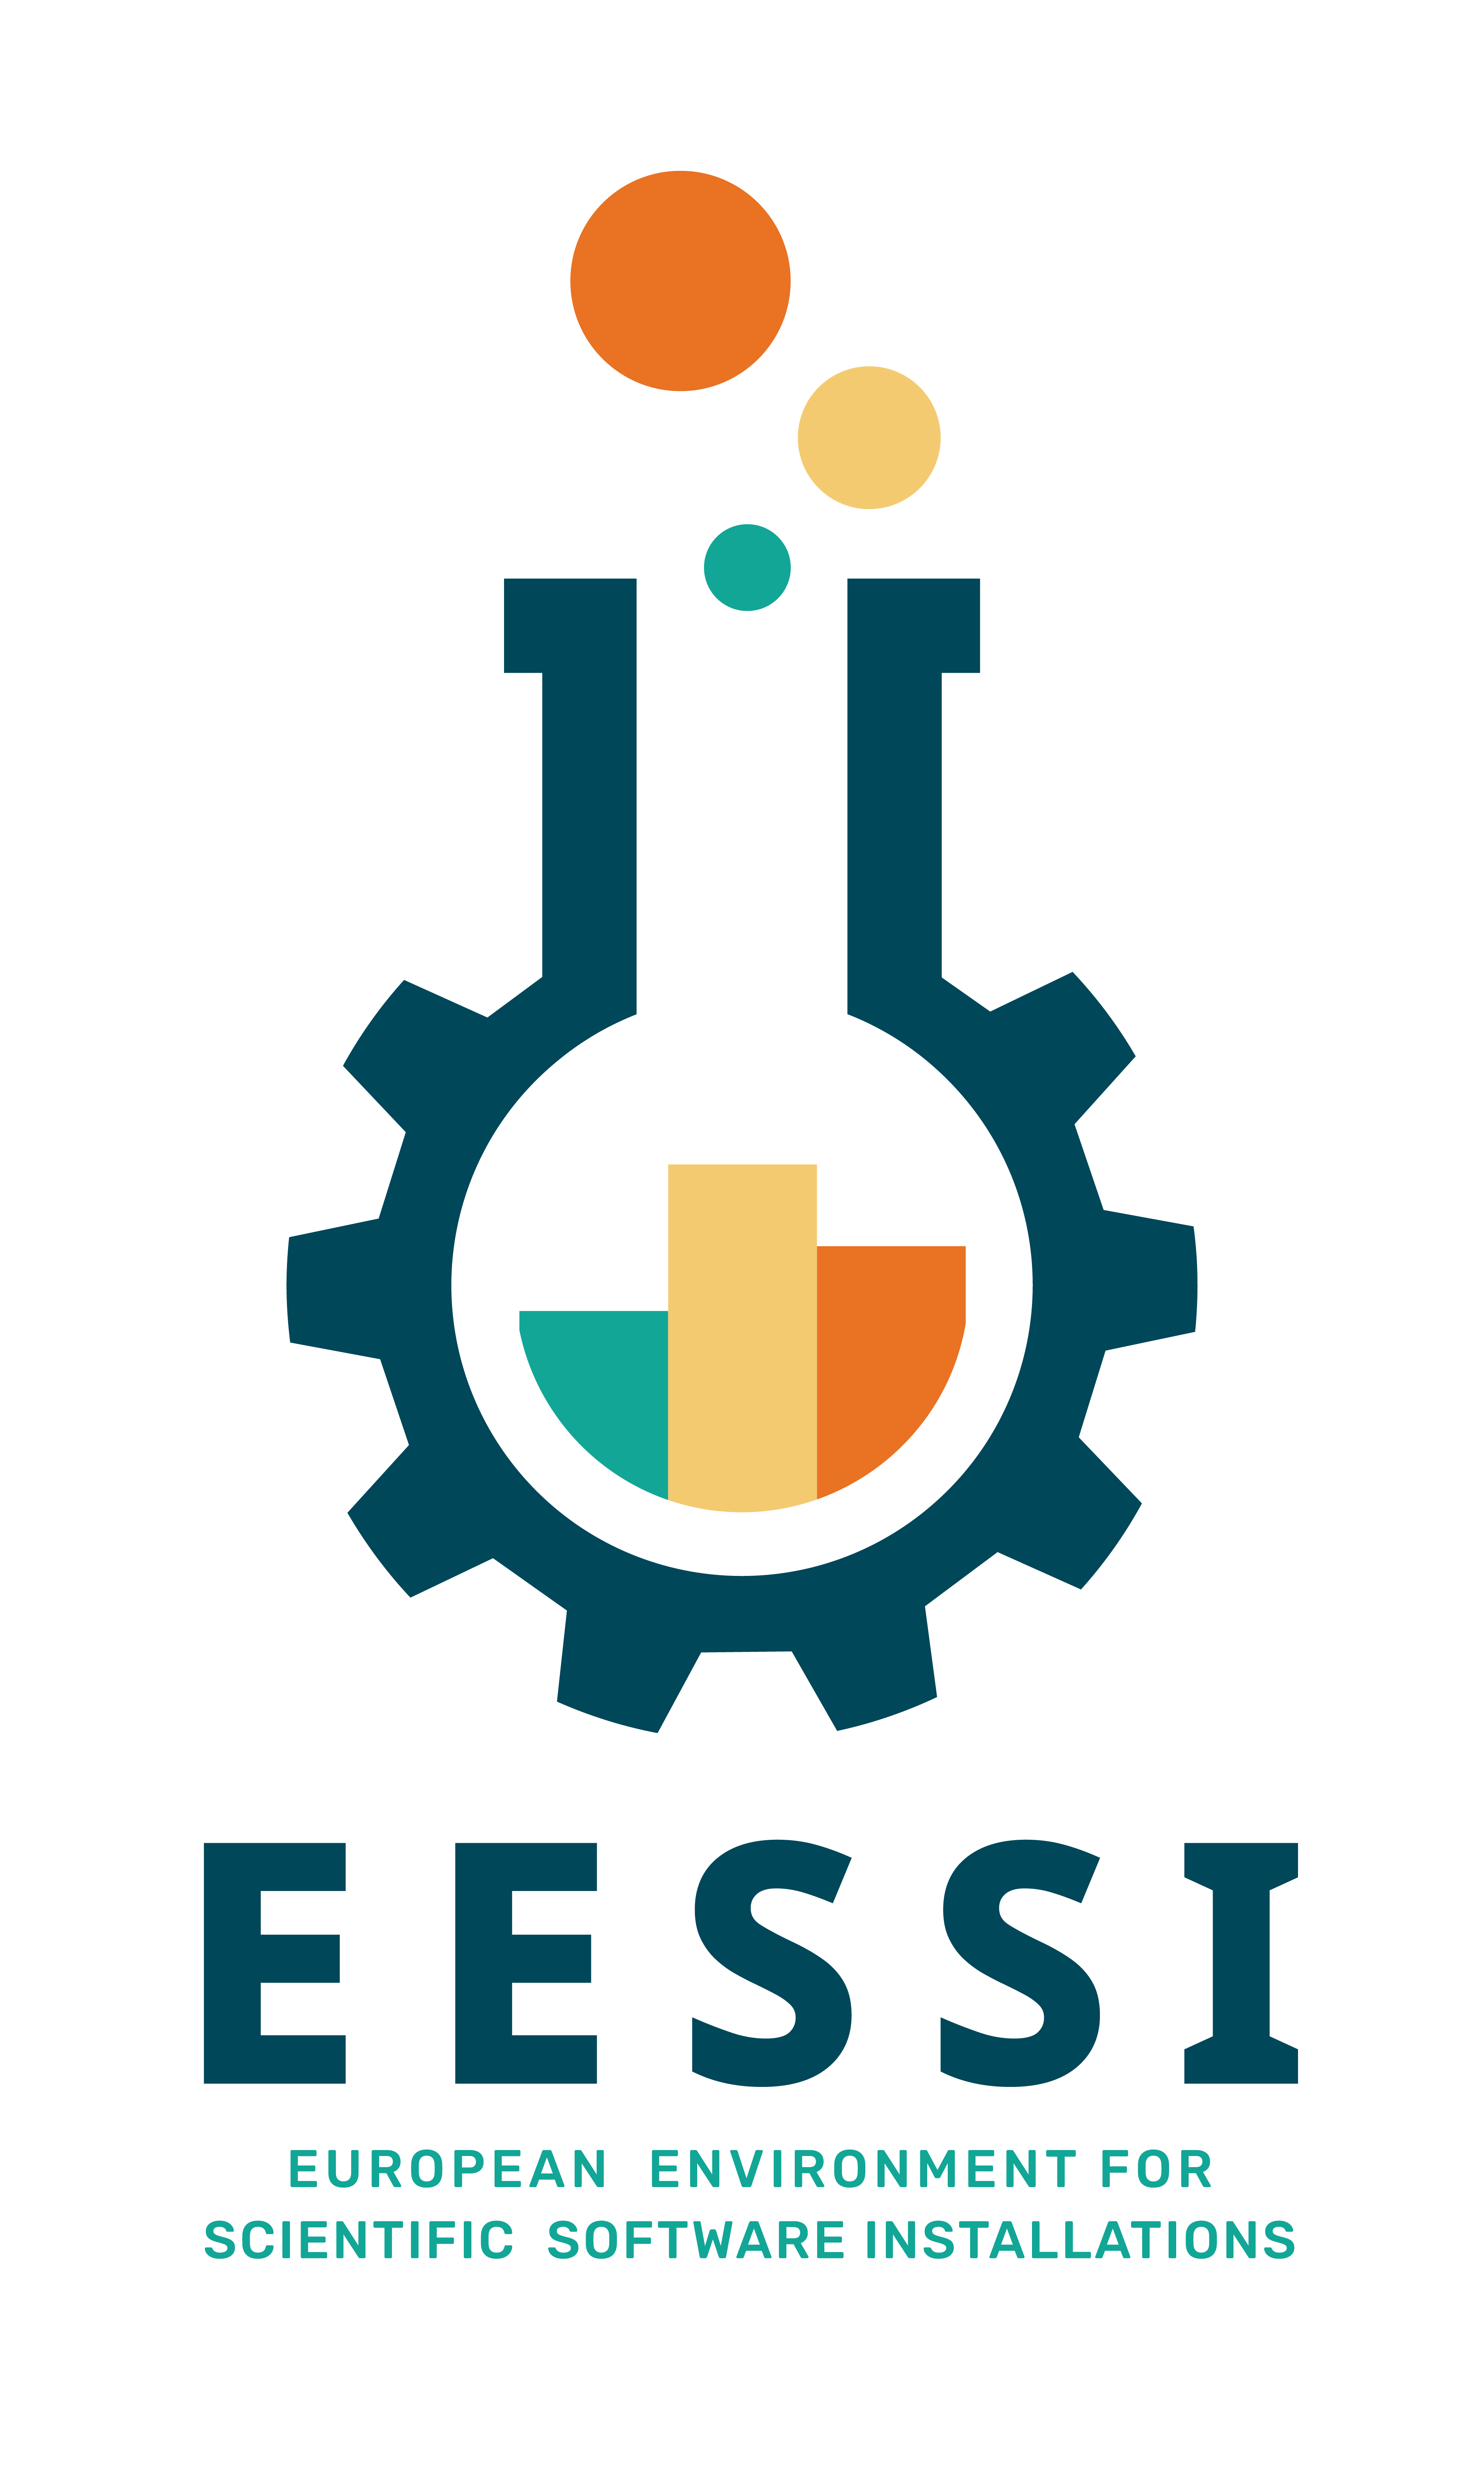 EESSI
EUROPEAN ENVIRONMENT FOR
SCIENTIFIC SOFTWARE INSTALLATIONS